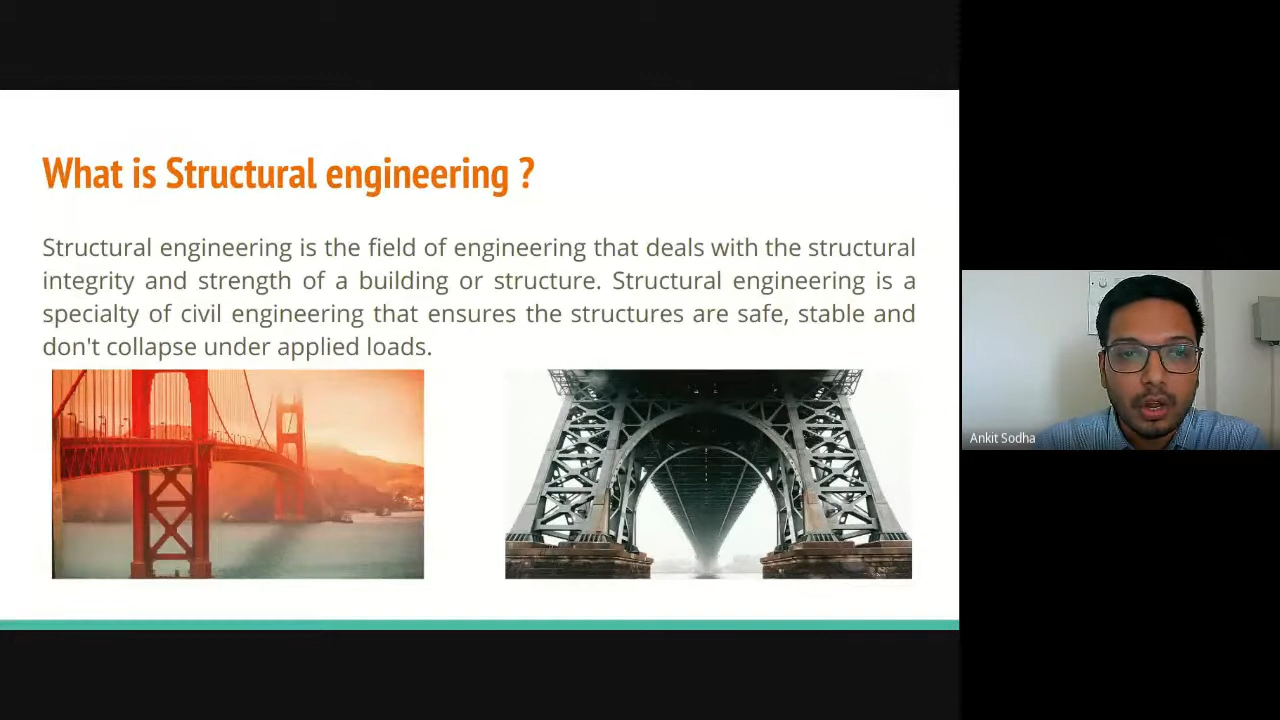 What is Structural engineering ?
Structural engineering is the field of engineering that deals with the structural
integrity and strength of a building or structure. Structural engineering is a
specialty of civil engineering that ensures the structures are safe, stable and
don't collapse under applied loads.
Ankit Sodha